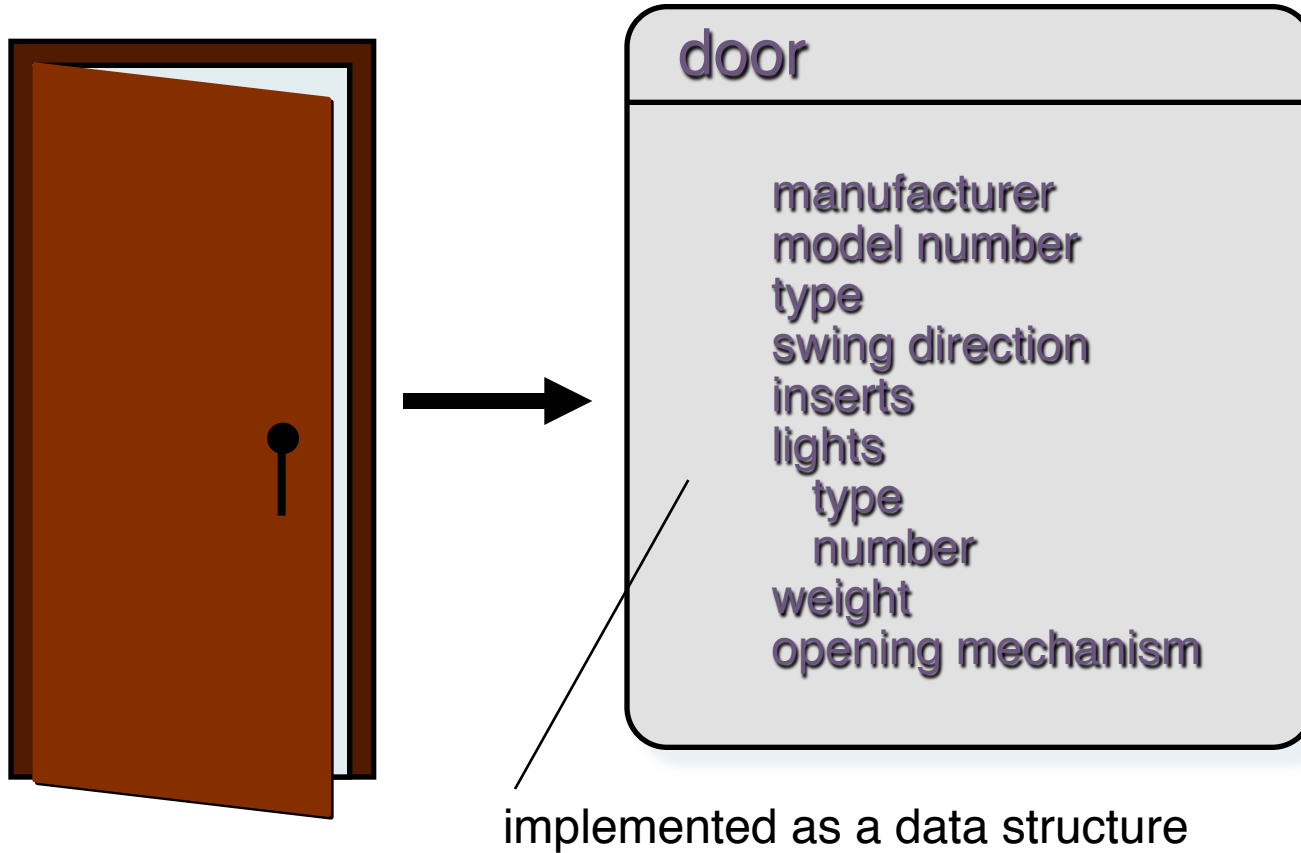 door
manufacturer
model number
type
swing direction
inserts
lights
type
number
weight
opening mechanism
implemented as a data structure